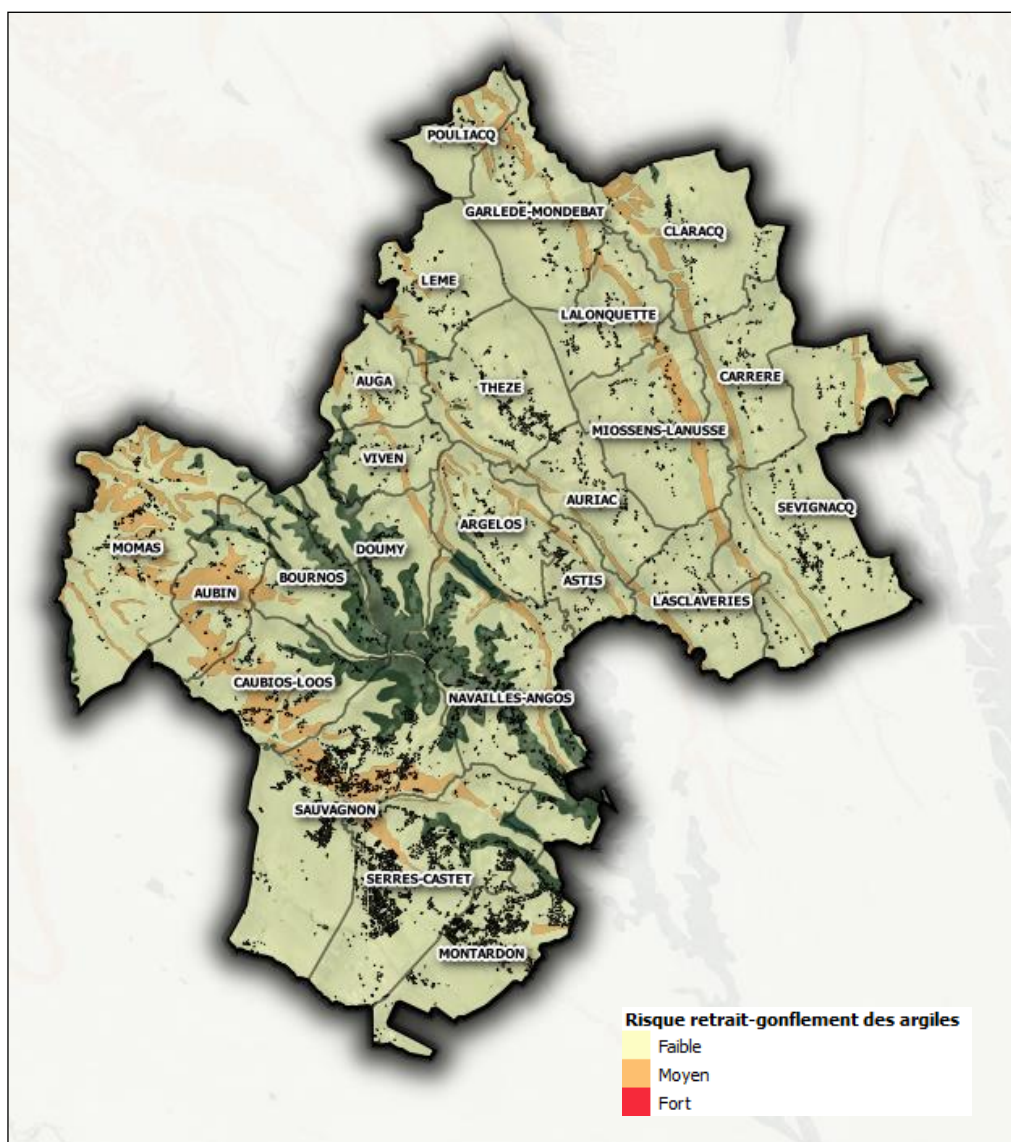 POULIACQ
GARLEDE-MONDEBAT
CLARACQ
LEME
LALONQUETTE
AUGA
THEZE
CARRERE
MIOSSENS-LANUSSE
VIVEN
AURIAC
SEVIGNACQ
ARGELOS
MOMAS
DOUMY
BOURNOS
ASTIS
AUBIN
LASCLAVERIES
CAUBIOS-LOOS
NAVAILLES-ANGOS
SAUVAGNON
SERRES-CASTET
MONTARDON
Risque retrait-gonflement des argiles
Faible
Moyen
Fort